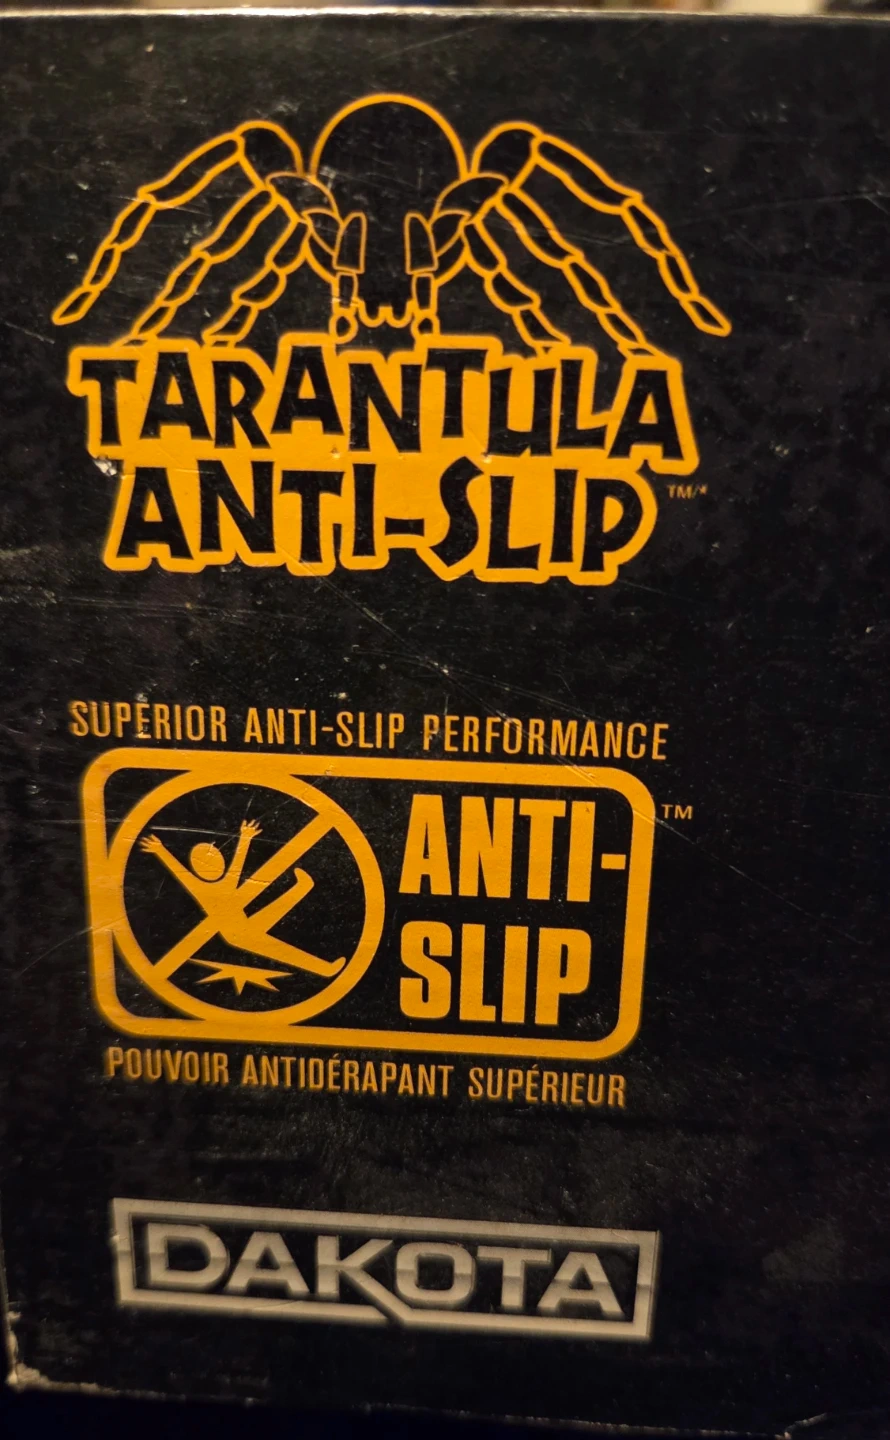 TARANTULA
ANTI-SLIP TM/*
SUPERIOR ANTI-SLIP PERFORMANCE
ANTI- TM
SLIP
POUVOIR ANTIDÉRAPANT SUPÉRIEUR
DAKOTA